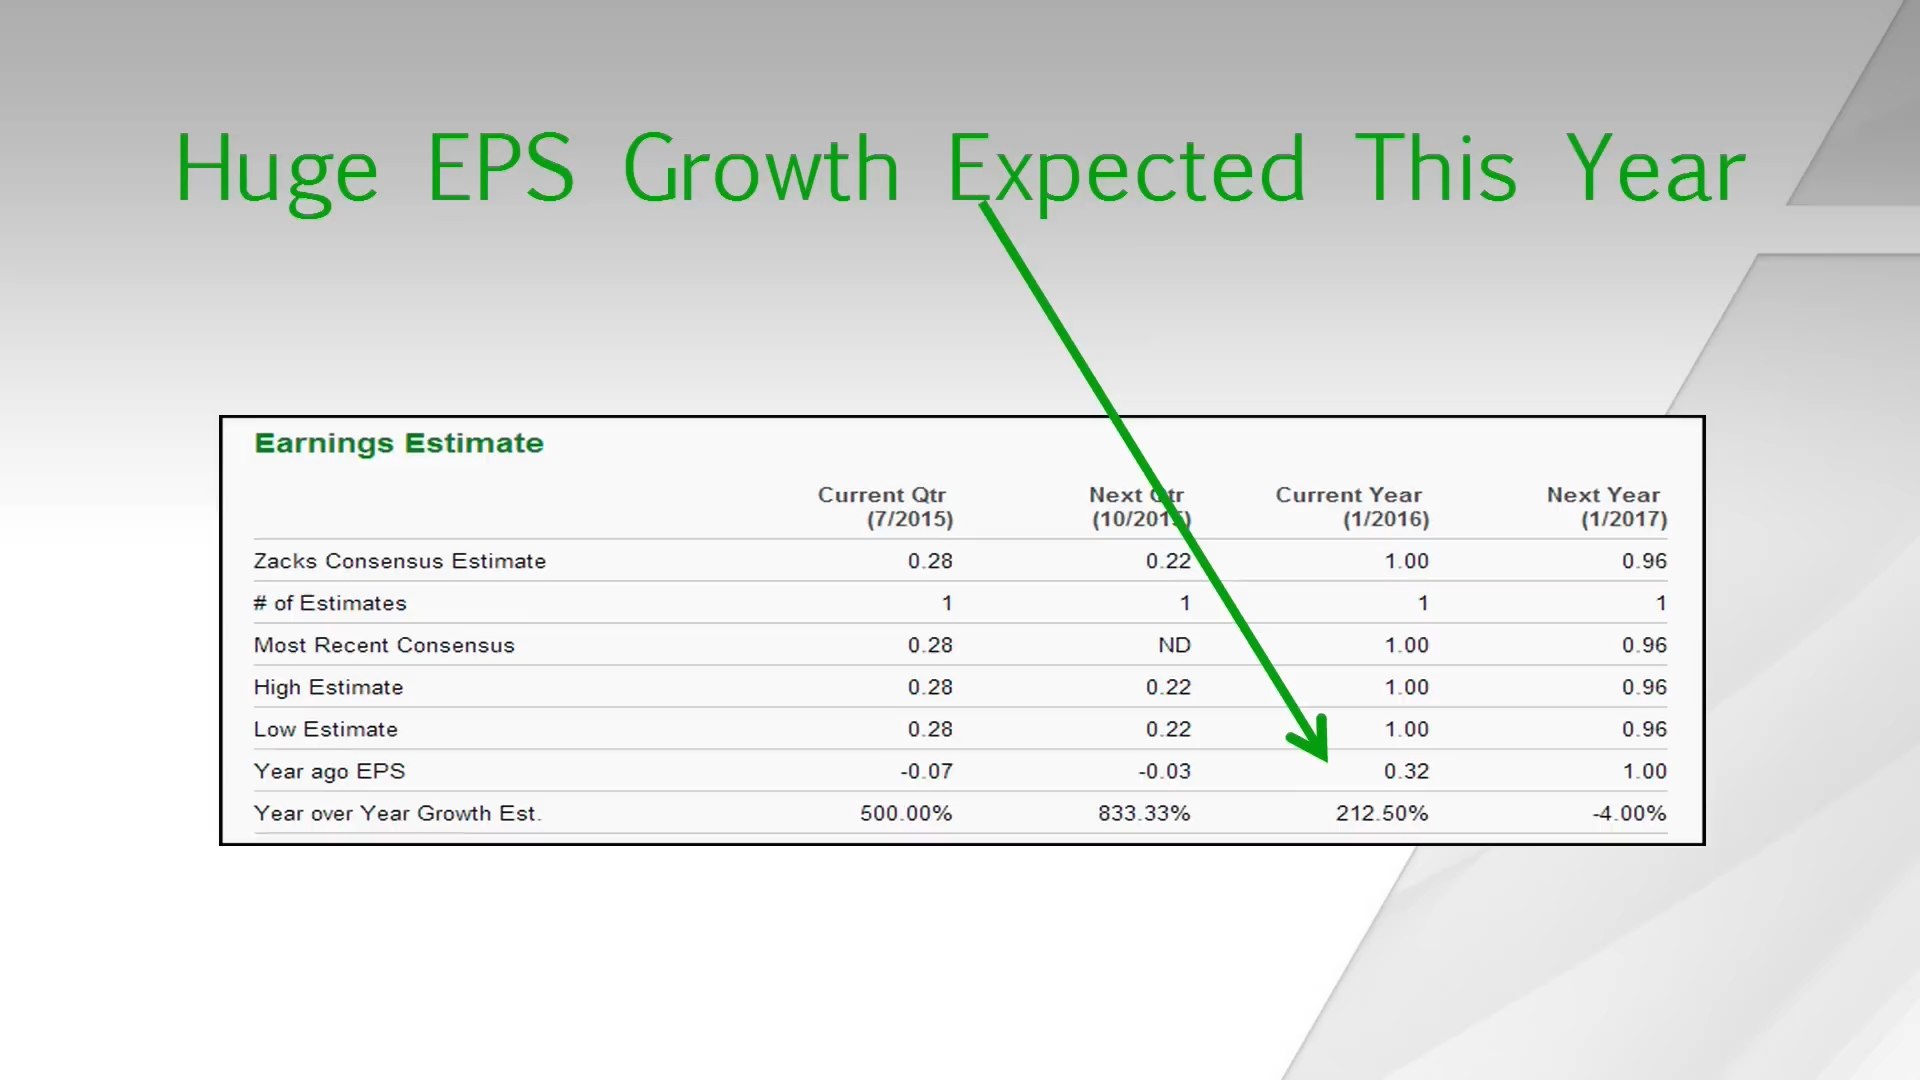 Huge EPS Growth Expected This Year
Earnings Estimate
Current Qtr Next Qtr Current Year Next Year
(7/2015) (10/2015) (1/2016) (1/2017)
Zacks Consensus Estimate 0.28 0.22 1.00 0.96
# of Estimates 1 1 1 1
Most Recent Consensus 0.28 ND 1.00 0.96
High Estimate 0.28 0.22 1.00 0.96
Low Estimate 0.28 0.22 1.00 0.96
Year ago EPS -0.07 -0.03 0.32 1.00
Year over Year Growth Est. 500.00% 833.33% 212.50% -4.00%